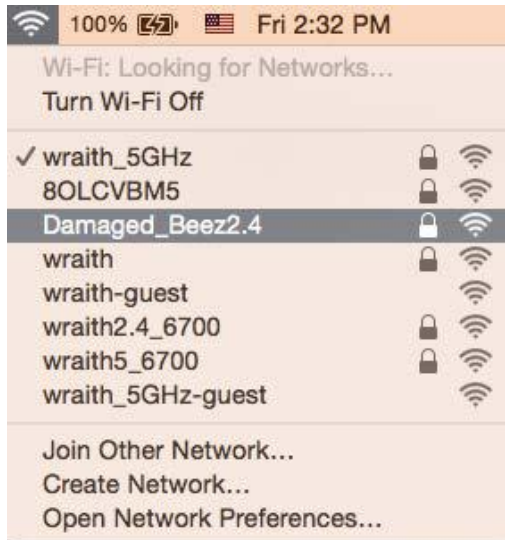 100% Fri 2:32 PM
Wi-Fi: Looking for Networks...
Turn Wi-Fi Off
wraith_5GHz
8OLCVBM5
Damaged_Beez2.4
wraith
wraith-guest
wraith2.4_6700
wraith5_6700
wraith_5GHz-guest
Join Other Network...
Create Network...
Open Network Preferences...